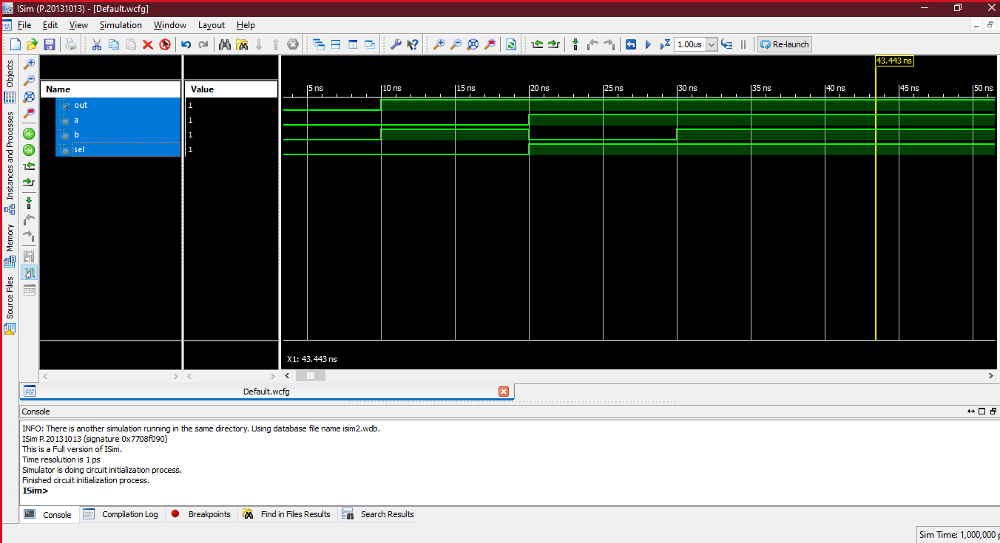 ISim (P.20131013) - [Default.wcfg]
File Edit View Simulation Window Layout Help
1.00us Re-launch
Objects
Instances and Processes
Memory
Source Files
Name Value
out 1
a 1
b 1
sel 1
43.443 ns
5 ns 10 ns 15 ns 20 ns 25 ns 30 ns 35 ns 40 ns 45 ns 50 ns
X1: 43.443 ns
Default.wcfg
Console
INFO: There is another simulation running in the same directory. Using database file name isim2.wdb.
ISim P.20131013 (signature 0x7708f090)
This is a Full version of ISim.
Time resolution is 1 ps
Simulator is doing circuit initialization process.
Finished circuit initialization process.
ISim>
Console Compilation Log Breakpoints Find in Files Results Search Results
Sim Time: 1,000,000 p